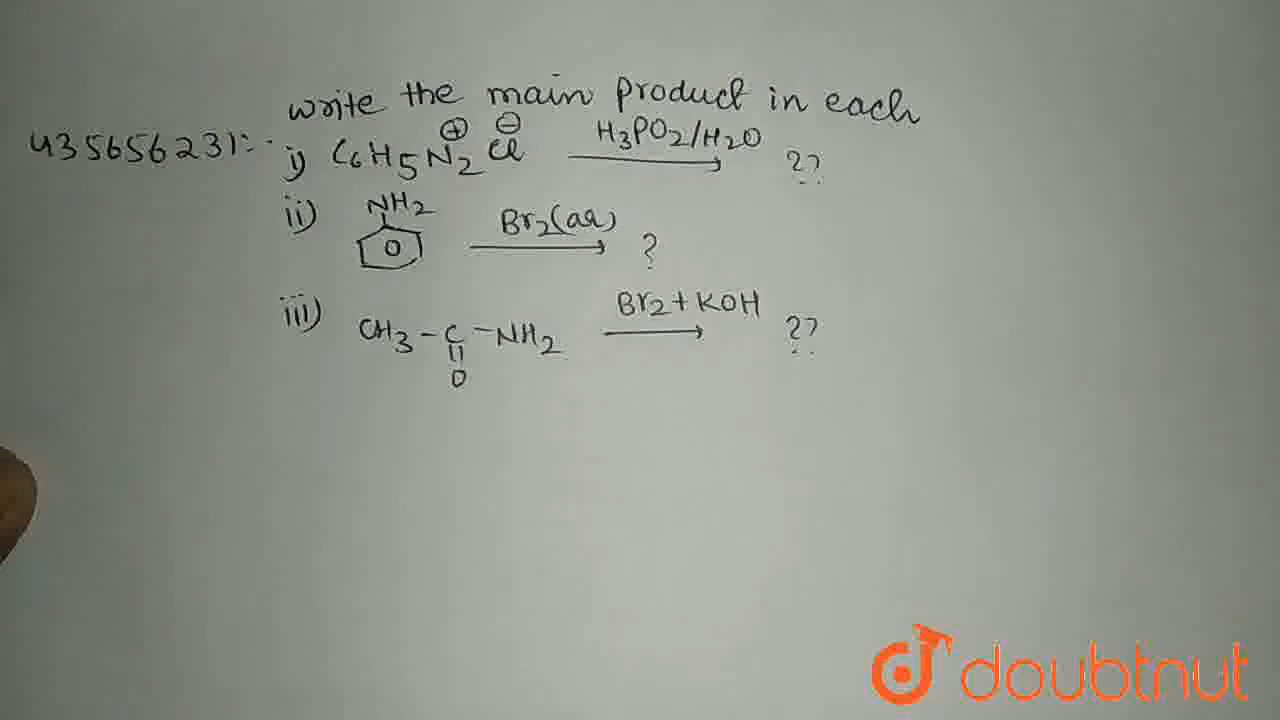 write the main product in each
435656231:- i) C6H5N2⊕ Cl⊖ H3PO2/H2O ??
ii) NH2 Br2(aq) ?
iii) CH3-C-NH2 Br2+KOH ??
O
doubtnut